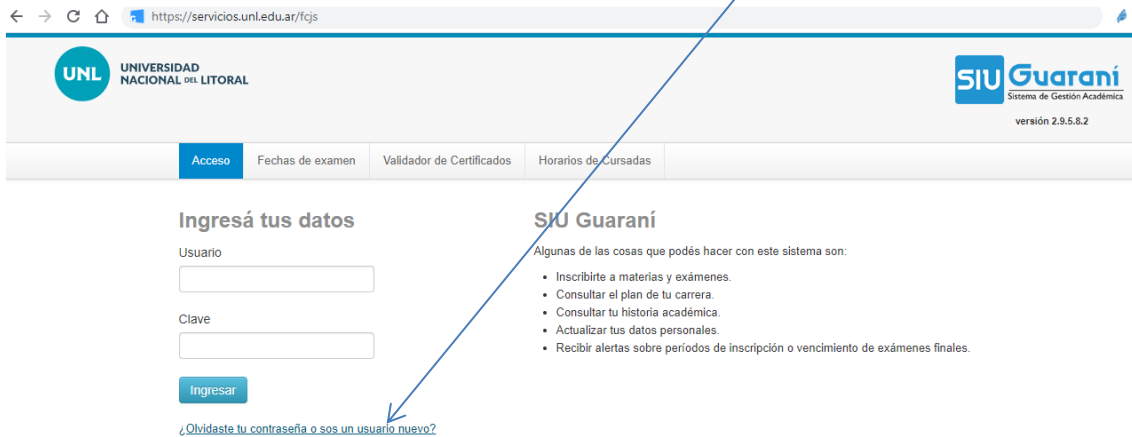 https://servicios.unl.edu.ar/fcjs
UNL
UNIVERSIDAD
NACIONAL DEL LITORAL
SIU Guaraní
Sistema de Gestión Académica
versión 2.9.5.8.2
Acceso Fechas de examen Validador de Certificados Horarios de Cursadas
Ingresá tus datos
Usuario
Clave
Ingresar
¿Olvidaste tu contraseña o sos un usuario nuevo?
SIU Guaraní
Algunas de las cosas que podés hacer con este sistema son:
• Inscribirte a materias y exámenes.
• Consultar el plan de tu carrera.
• Consultar tu historia académica.
• Actualizar tus datos personales.
• Recibir alertas sobre períodos de inscripción o vencimiento de exámenes finales.